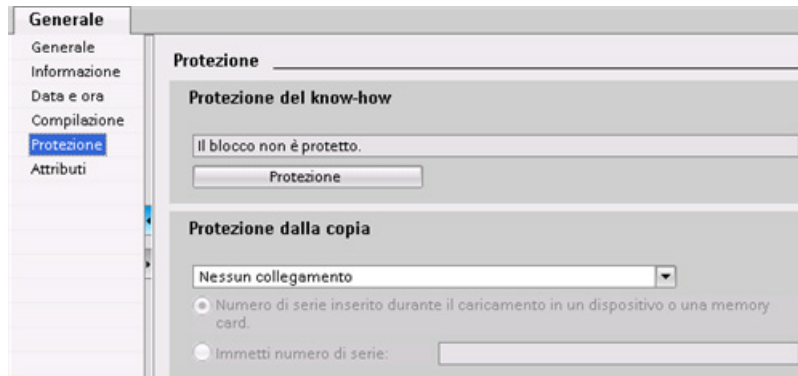 Generale
Generale
Informazione
Data e ora
Compilazione
Protezione
Attributi
Protezione
Protezione del know-how
Il blocco non è protetto.
Protezione
Protezione dalla copia
Nessun collegamento
Numero di serie inserito durante il caricamento in un dispositivo o una memory
card.
Immetti numero di serie: